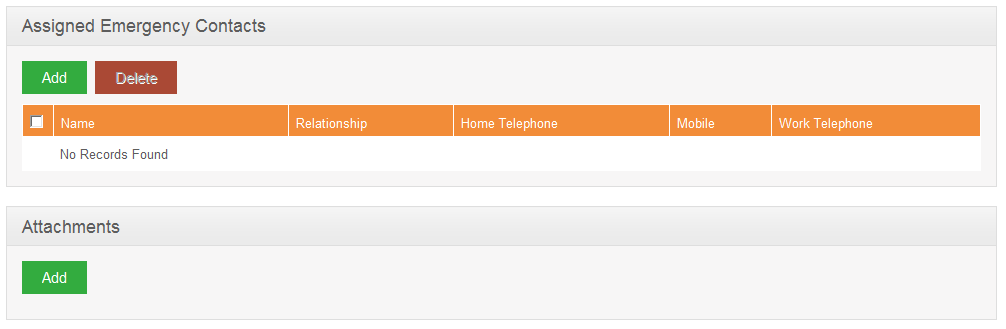 Assigned Emergency Contacts
Add Delete
Name Relationship Home Telephone Mobile Work Telephone
No Records Found
Attachments
Add